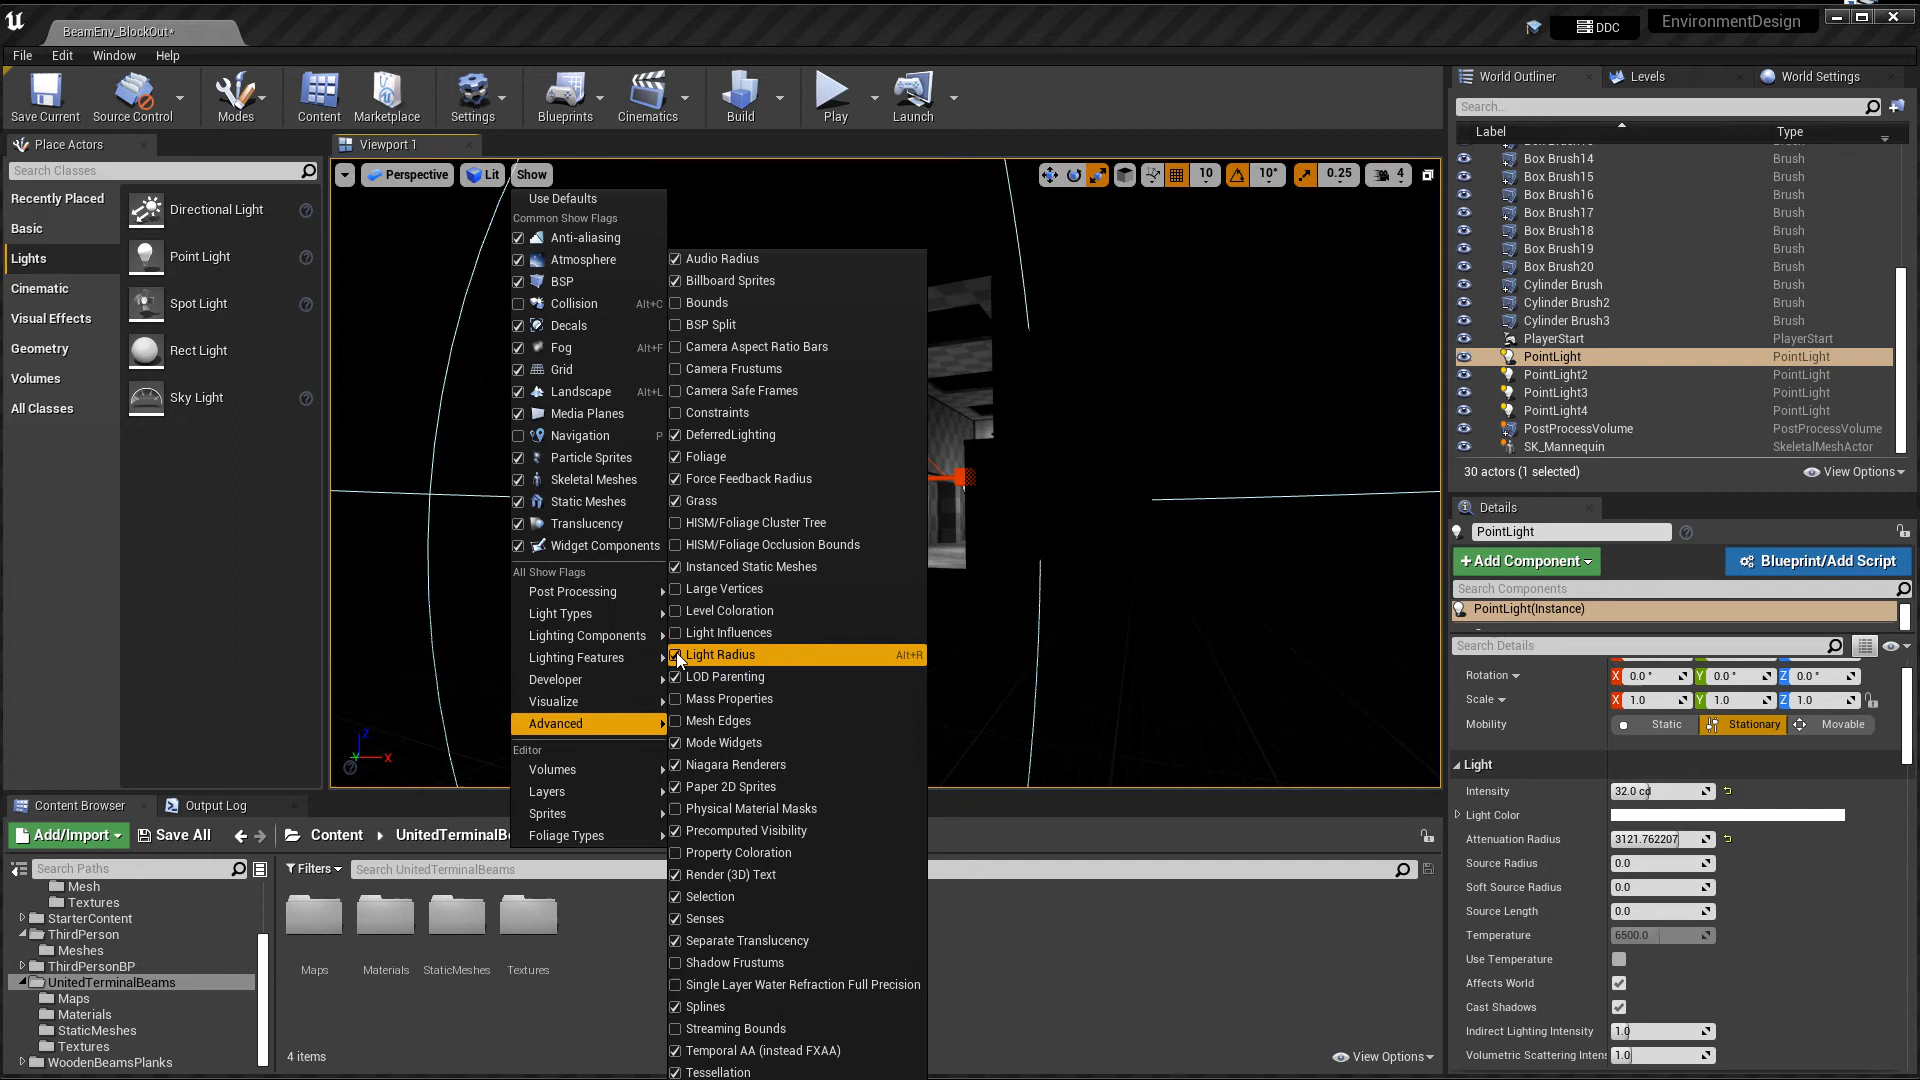 BeamEnv_BlockOut*
DDC
EnvironmentDesign
File
Edit
Window
Help
Save Current
Source Control
Modes
Content
Marketplace
Settings
Blueprints
Cinematics
Build
Play
Launch
Place Actors
Search Classes
Recently Placed
Basic
Lights
Cinematic
Visual Effects
Geometry
Volumes
All Classes
Directional Light
Point Light
Spot Light
Rect Light
Sky Light
Viewport 1
Perspective
Lit
Show
10
10°
0.25
4
Use Defaults
Common Show Flags
Anti-aliasing
Atmosphere
BSP
Collision Alt+C
Decals
Fog Alt+F
Grid
Landscape Alt+L
Media Planes
Navigation P
Particle Sprites
Skeletal Meshes
Static Meshes
Translucency
Widget Components
All Show Flags
Post Processing
Light Types
Lighting Components
Lighting Features
Developer
Visualize
Advanced
Editor
Volumes
Layers
Sprites
Foliage Types
Audio Radius
Billboard Sprites
Bounds
BSP Split
Camera Aspect Ratio Bars
Camera Frustums
Camera Safe Frames
Constraints
DeferredLighting
Foliage
Force Feedback Radius
Grass
HISM/Foliage Cluster Tree
HISM/Foliage Occlusion Bounds
Instanced Static Meshes
Large Vertices
Level Coloration
Light Influences
Light Radius Alt+R
LOD Parenting
Mass Properties
Mesh Edges
Mode Widgets
Niagara Renderers
Paper 2D Sprites
Physical Material Masks
Precomputed Visibility
Property Coloration
Render (3D) Text
Selection
Senses
Separate Translucency
Shadow Frustums
Single Layer Water Refraction Full Precision
Splines
Streaming Bounds
Temporal AA (instead FXAA)
Tessellation
Z
Y
X
World Outliner
Levels
World Settings
Search...
Label Type
Box Brush14 Brush
Box Brush15 Brush
Box Brush16 Brush
Box Brush17 Brush
Box Brush18 Brush
Box Brush19 Brush
Box Brush20 Brush
Cylinder Brush Brush
Cylinder Brush2 Brush
Cylinder Brush3 Brush
PlayerStart PlayerStart
PointLight PointLight
PointLight2 PointLight
PointLight3 PointLight
PointLight4 PointLight
PostProcessVolume PostProcessVolume
SK_Mannequin SkeletalMeshActor
30 actors (1 selected)
View Options
Details
PointLight
+Add Component
Blueprint/Add Script
Search Components
PointLight(Instance)
Search Details
Rotation X 0.0 ° Y 0.0 ° Z 0.0 °
Scale X 1.0 Y 1.0 Z 1.0
Mobility Static Stationary Movable
Light
Intensity 32.0 cd
Light Color
Attenuation Radius 3121.762207
Source Radius 0.0
Soft Source Radius 0.0
Source Length 0.0
Temperature 6500.0
Use Temperature
Affects World
Cast Shadows
Indirect Lighting Intensity 1.0
Volumetric Scattering Intens 1.0
Content Browser
Output Log
Add/Import
Save All
Content
UnitedTerminalB
Search Paths
Filters
Search UnitedTerminalBeams
Mesh
Textures
StarterContent
ThirdPerson
Meshes
ThirdPersonBP
UnitedTerminalBeams
Maps
Materials
StaticMeshes
Textures
WoodenBeamsPlanks
Maps
Materials
StaticMeshes
Textures
4 items
View Options